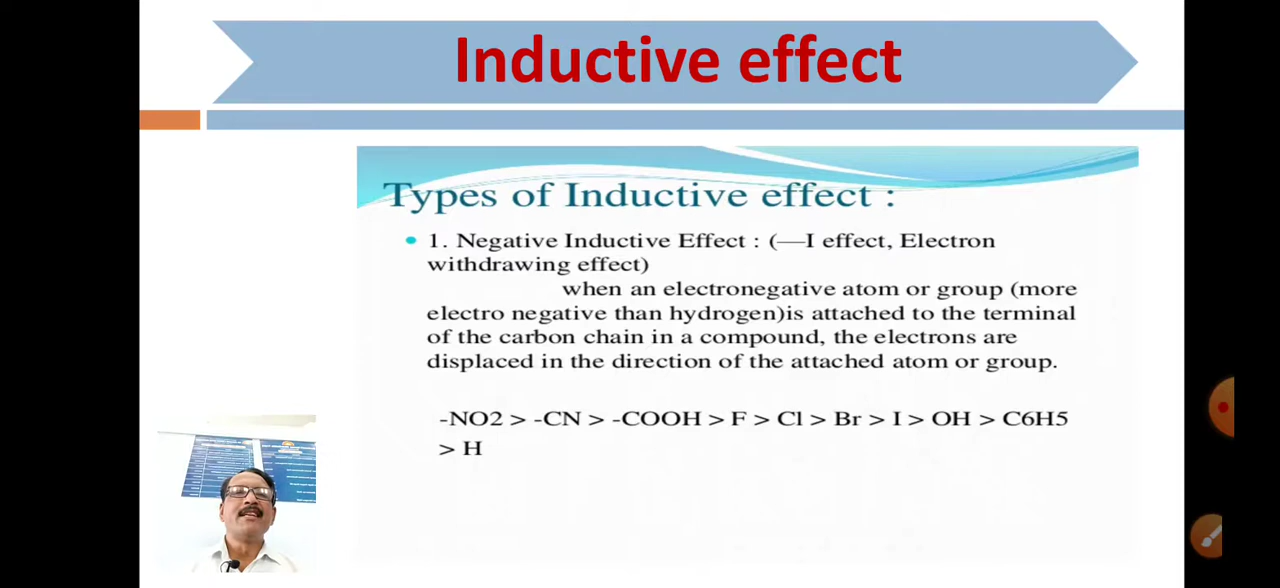 Inductive effect
Types of Inductive effect :
1. Negative Inductive Effect : (—I effect, Electron
withdrawing effect)
when an electronegative atom or group (more
electro negative than hydrogen)is attached to the terminal
of the carbon chain in a compound, the electrons are
displaced in the direction of the attached atom or group.
-NO2 > -CN > -COOH > F > Cl > Br > I > OH > C6H5
> H